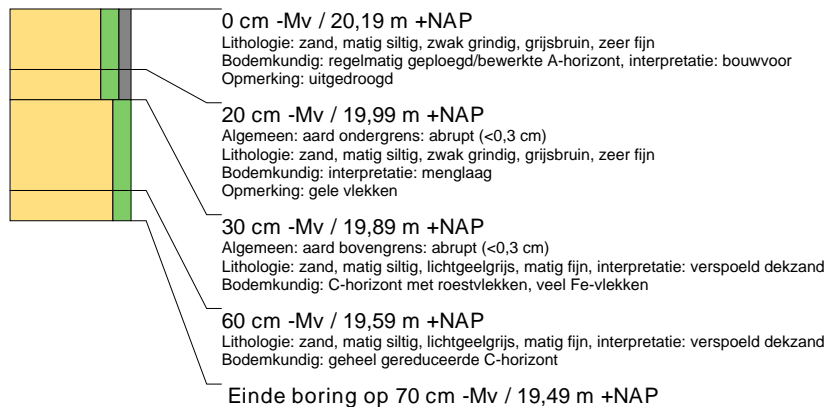 0 cm -Mv / 20,19 m +NAP
Lithologie: zand, matig siltig, zwak grindig, grijsbruin, zeer fijn
Bodemkundig: regelmatig geploegd/bewerkte A-horizont, interpretatie: bouwvoor
Opmerking: uitgedroogd
20 cm -Mv / 19,99 m +NAP
Algemeen: aard ondergrens: abrupt (<0,3 cm)
Lithologie: zand, matig siltig, zwak grindig, grijsbruin, zeer fijn
Bodemkundig: interpretatie: menglaag
Opmerking: gele vlekken
30 cm -Mv / 19,89 m +NAP
Algemeen: aard bovengrens: abrupt (<0,3 cm)
Lithologie: zand, matig siltig, lichtgeelgrijs, matig fijn, interpretatie: verspoeld dekzand
Bodemkundig: C-horizont met roestvlekken, veel Fe-vlekken
60 cm -Mv / 19,59 m +NAP
Lithologie: zand, matig siltig, lichtgeelgrijs, matig fijn, interpretatie: verspoeld dekzand
Bodemkundig: geheel gereduceerde C-horizont
Einde boring op 70 cm -Mv / 19,49 m +NAP